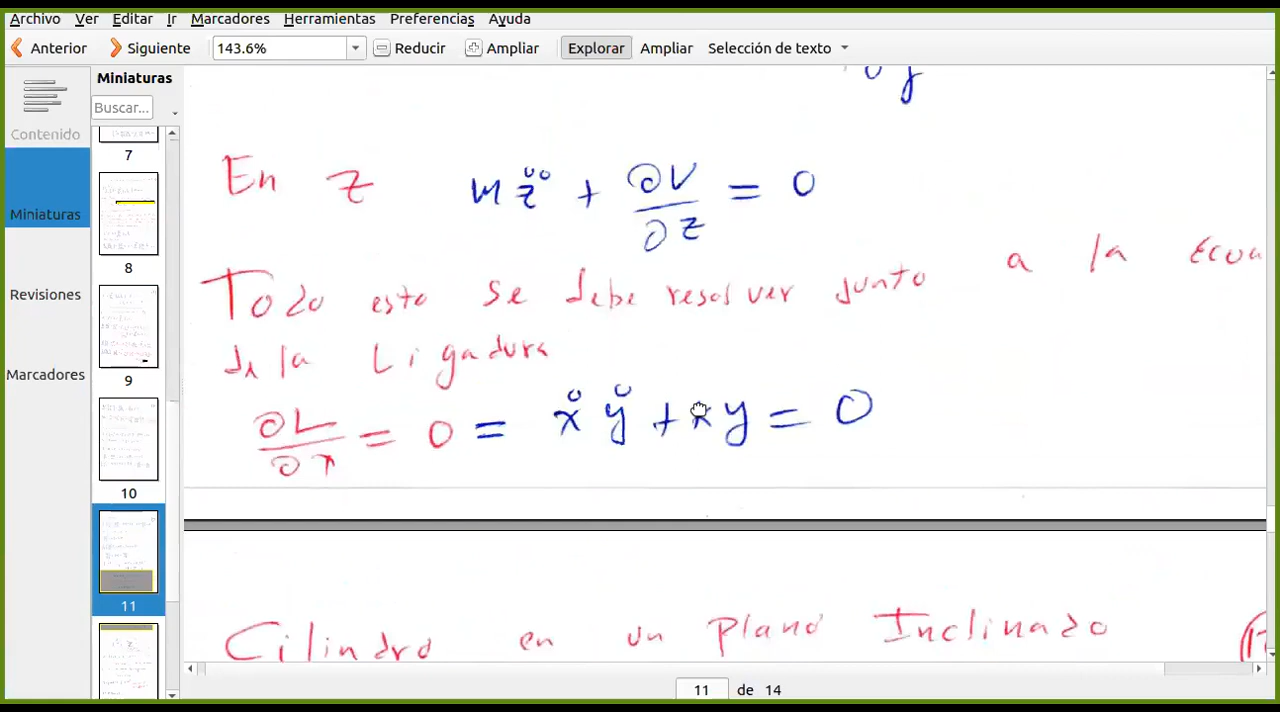 Archivo Ver Editar Ir Marcadores Herramientas Preferencias Ayuda
Anterior Siguiente 143.6% Reducir Ampliar Explorar Ampliar Selección de texto
Contenido
Miniaturas
Revisiones
Marcadores
Miniaturas
Buscar...
7
8
9
10
11
En z m z̈ + ∂V/∂z = 0
Todo esto se debe resolver junto a la Ecua
de la Ligadura
= 0 = ẋ ẏ + x y = 0
Cilindro en un Plano Inclinado
11 de 14